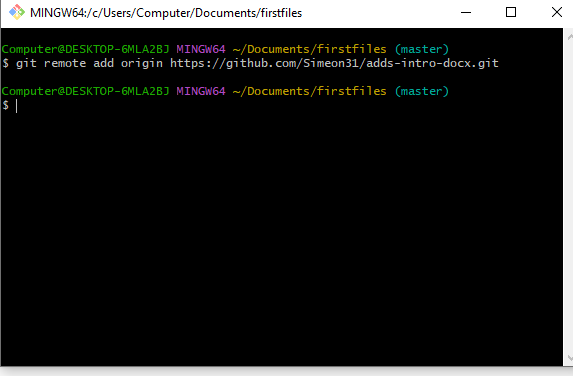 MINGW64:/c/Users/Computer/Documents/firstfiles
Computer@DESKTOP-6MLA2BJ MINGW64 ~/Documents/firstfiles (master)
$ git remote add origin https://github.com/Simeon31/adds-intro-docx.git
Computer@DESKTOP-6MLA2BJ MINGW64 ~/Documents/firstfiles (master)
$